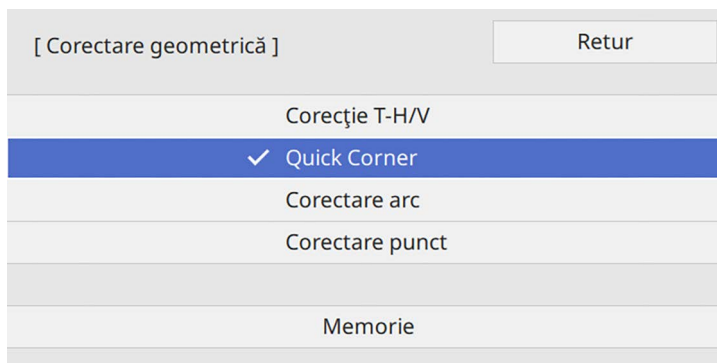 [ Corectare geometrică ]
Retur
Corecţie T-H/V
Quick Corner
Corectare arc
Corectare punct
Memorie